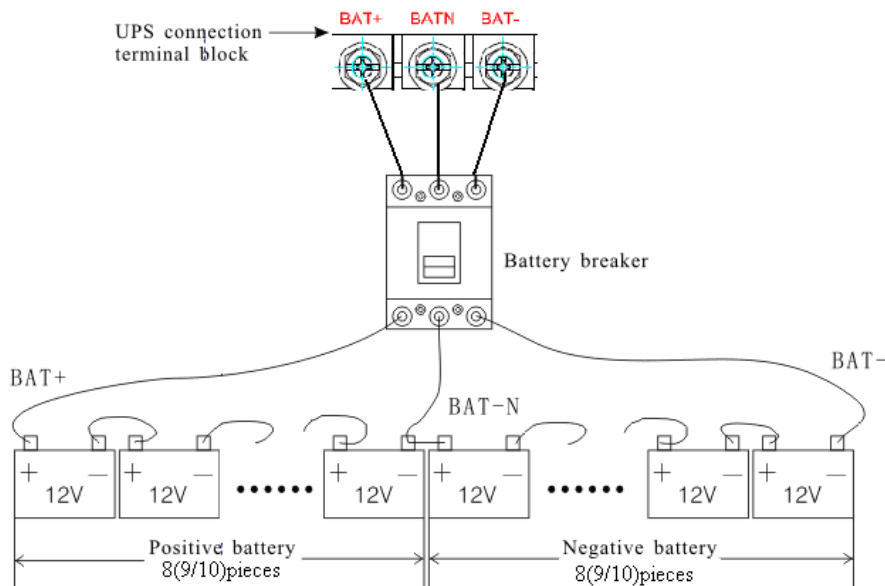 BAT+ BATN BAT-
UPS connection
terminal block
Battery breaker
BAT+
BAT-
BAT-N
+ — + — + + — + + —
12V 12V 12V 12V 12V 12V
Positive battery
8(9/10)pieces
Negative battery
8(9/10)pieces